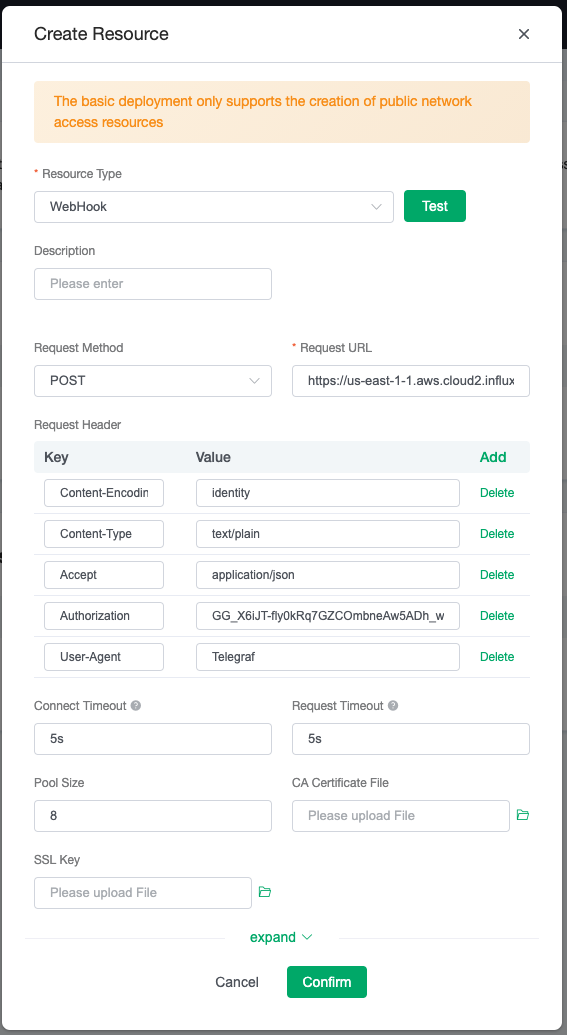 Create Resource
The basic deployment only supports the creation of public network
access resources
* Resource Type
WebHook
Test
Description
Please enter
Request Method
* Request URL
POST
https://us-east-1-1.aws.cloud2.influx
Request Header
Key Value Add
Content-Encodin identity Delete
Content-Type text/plain Delete
Accept application/json Delete
Authorization GG_X6iJT-fly0kRq7GZCOmbneAw5ADh_w Delete
User-Agent Telegraf Delete
Connect Timeout ?
Request Timeout ?
5s
5s
Pool Size
CA Certificate File
8
Please upload File
SSL Key
Please upload File
expand
Cancel
Confirm